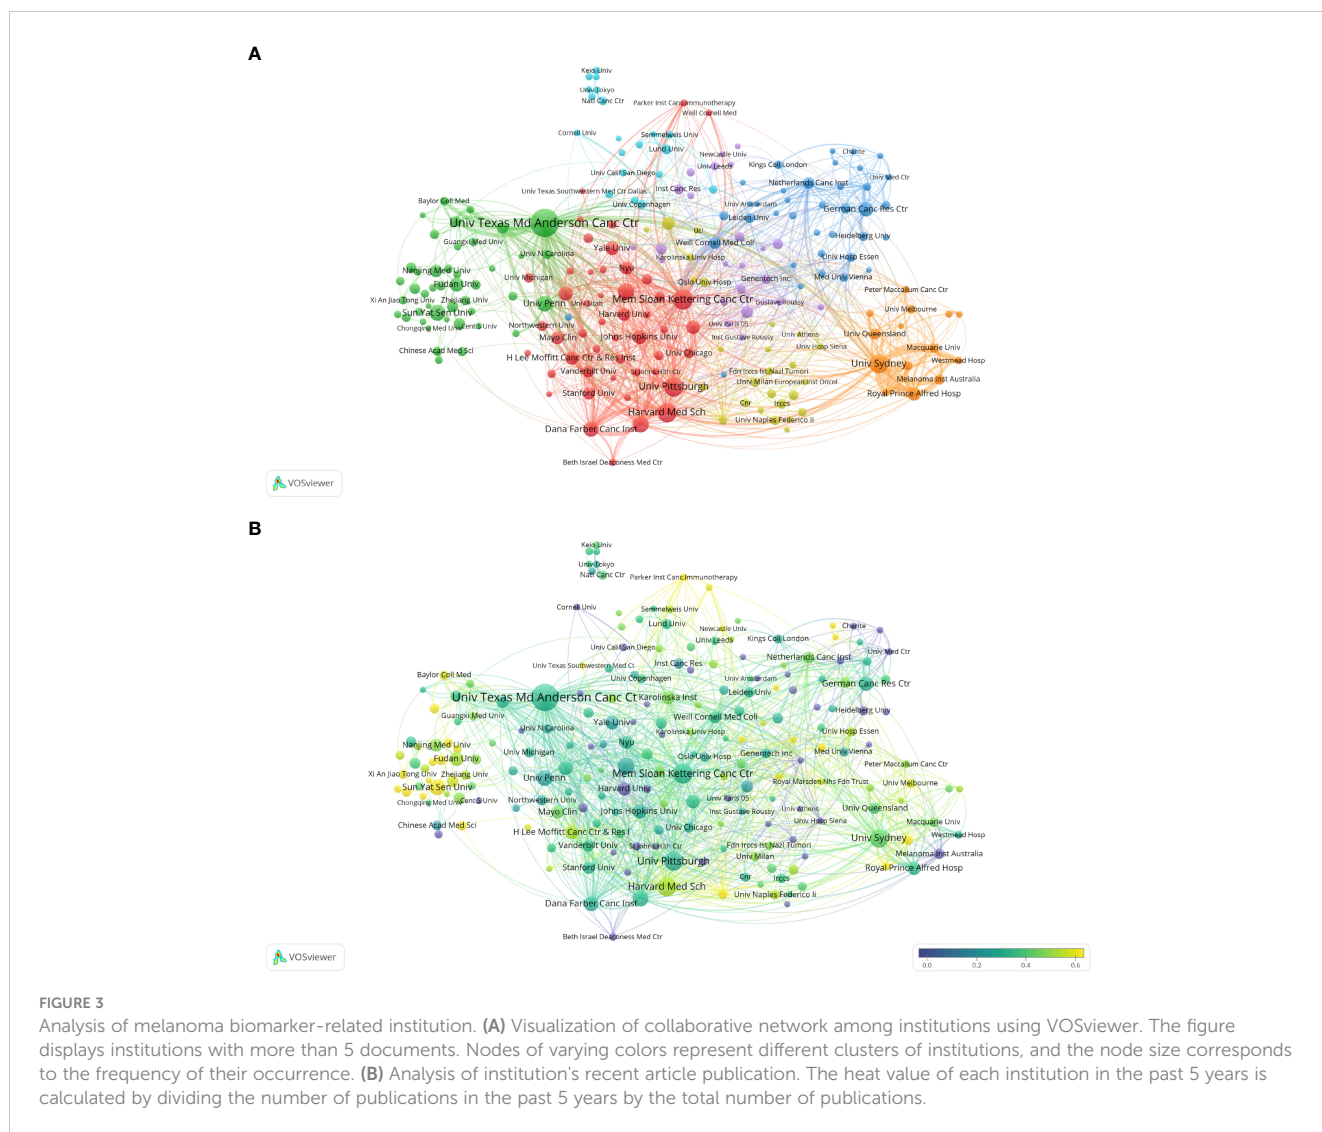 A
Keio Univ
Univ Tokyo
Natl Canc Ctr
Parker Inst Canc Immunotherapy
Weill Cornell Med
Cornell Univ
Semmelweis Univ
Lund Univ
Newcastle Univ
Univ Leeds
Kings Coll London
Charite
Univ Calif San Diego
Univ Med Ctr
Netherlands Canc Inst
Univ Texas Southwestern Med Ctr Dallas
Inst Canc Res
Baylor Coll Med
Univ Copenhagen
Univ Amsterdam
German Canc Res Ctr
Leiden Univ
Univ Texas Md Anderson Canc Ctr
Ucl
Heidelberg Univ
Guangxi Med Univ
Weill Cornell Med Coll
Yale Univ
Univ N Carolina
Karolinska Univ Hosp
Univ Hosp Essen
Nanjing Med Univ
Nyu
Univ Michigan
Genentech Inc
Med Univ Vienna
Fudan Univ
Oslo Univ Hosp
Peter Maccallum Canc Ctr
Xi An Jiao Tong Univ
Zhejiang Univ
Univ Penn
Univ Utah
Mem Sloan Kettering Canc Ctr
Gustave Roussy
Univ Melbourne
Sun Yat Sen Univ
Harvard Univ
Chongqing Med Univ
Cent S Univ
Northwestern Univ
Univ Paris 05
Mayo Clin
Johns Hopkins Univ
Inst Gustave Roussy
Univ Athens
Univ Queensland
Chinese Acad Med Sci
Univ Hosp Siena
Macquarie Univ
H Lee Moffitt Canc Ctr & Res Inst
Univ Chicago
Westmead Hosp
Univ Sydney
Vanderbilt Univ
St Johns Hlth Ctr
Fdn Irccs Ist Nazl Tumori
Melanoma Inst Australia
Univ Milan
European Inst Oncol
Univ Pittsburgh
Stanford Univ
Royal Prince Alfred Hosp
Cnr
Irccs
Harvard Med Sch
Univ Naples Federico Ii
Dana Farber Canc Inst
Beth Israel Deaconess Med Ctr
VOSviewer
B
Keio Univ
Univ Tokyo
Natl Canc Ctr
Parker Inst Canc Immunotherapy
Cornell Univ
Semmelweis Univ
Lund Univ
Newcastle Univ
Univ Leeds
Kings Coll London
Charite
Univ Calif San Diego
Univ Med Ctr
Netherlands Canc Inst
Univ Texas Southwestern Med Ct
Inst Canc Res
Baylor Coll Med
Univ Copenhagen
Univ Amsterdam
German Canc Res Ctr
Leiden Univ
Univ Texas Md Anderson Canc Ct
Karolinska Inst
Heidelberg Univ
Guangxi Med Univ
Weill Cornell Med Coll
Yale Univ
Univ N Carolina
Karolinska Univ Hosp
Univ Hosp Essen
Nanjing Med Univ
Nyu
Univ Michigan
Genentech Inc
Med Univ Vienna
Fudan Univ
Oslo Univ Hosp
Peter Maccallum Canc Ctr
Xi An Jiao Tong Univ
Zhejiang Univ
Univ Penn
Mem Sloan Kettering Canc Ctr
Royal Marsden Nhs Fdn Trust
Univ Melbourne
Sun Yat Sen Univ
Harvard Univ
Chongqing Med Univ
Cent S Univ
Northwestern Univ
Univ Paris 05
Mayo Clin
Johns Hopkins Univ
Inst Gustave Roussy
Univ Athens
Univ Queensland
Chinese Acad Med Sci
Univ Hosp Siena
Macquarie Univ
H Lee Moffitt Canc Ctr & Res I
Univ Chicago
Westmead Hosp
Univ Sydney
Vanderbilt Univ
St Johns Hlth Ctr
Fdn Irccs Ist Nazl Tumori
Melanoma Inst Australia
Univ Milan
Univ Pittsburgh
Stanford Univ
Royal Prince Alfred Hosp
Cnr
Irccs
Harvard Med Sch
Univ Naples Federico Ii
Dana Farber Canc Inst
Beth Israel Deaconess Med Ctr
VOSviewer
0.0 0.2 0.4 0.6
FIGURE 3
Analysis of melanoma biomarker-related institution. (A) Visualization of collaborative network among institutions using VOSviewer. The figure
displays institutions with more than 5 documents. Nodes of varying colors represent different clusters of institutions, and the node size corresponds
to the frequency of their occurrence. (B) Analysis of institution's recent article publication. The heat value of each institution in the past 5 years is
calculated by dividing the number of publications in the past 5 years by the total number of publications.